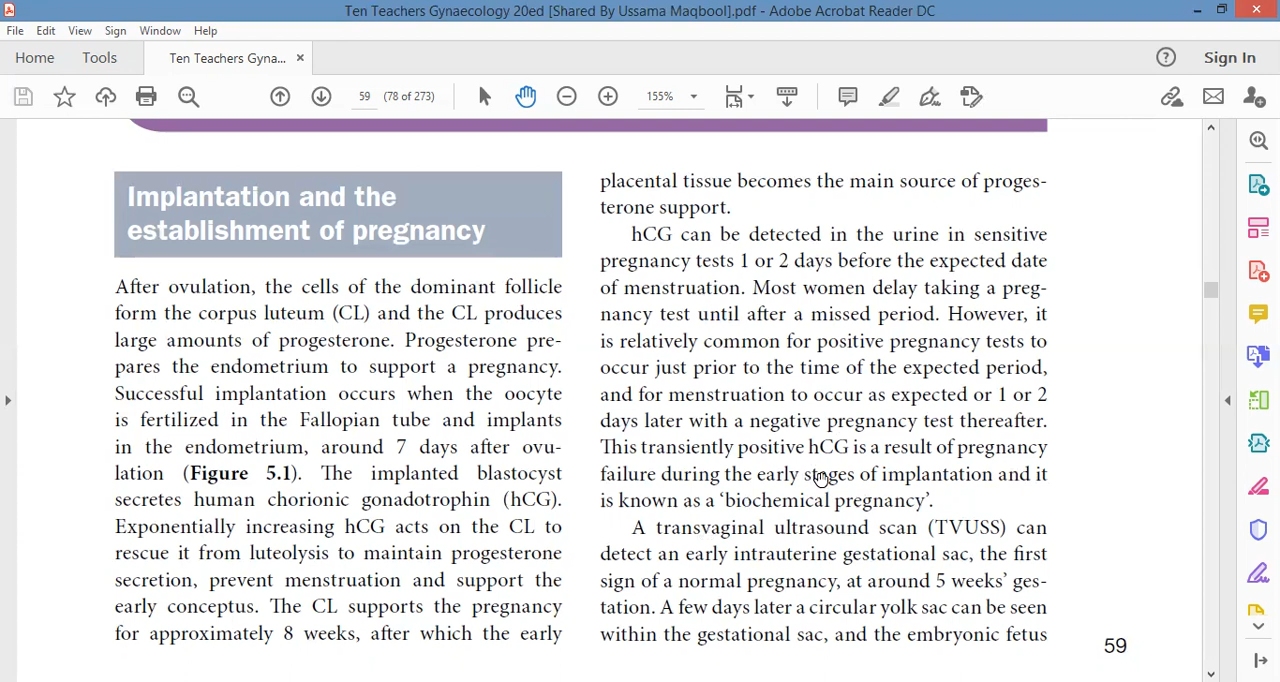 Ten Teachers Gynaecology 20ed [Shared By Ussama Maqbool].pdf - Adobe Acrobat Reader DC
File Edit View Sign Window Help
Home Tools Ten Teachers Gyna... × Sign In
59 (78 of 273) 155%
Implantation and the
establishment of pregnancy
After ovulation, the cells of the dominant follicle
form the corpus luteum (CL) and the CL produces
large amounts of progesterone. Progesterone pre-
pares the endometrium to support a pregnancy.
Successful implantation occurs when the oocyte
is fertilized in the Fallopian tube and implants
in the endometrium, around 7 days after ovu-
lation (Figure 5.1). The implanted blastocyst
secretes human chorionic gonadotrophin (hCG).
Exponentially increasing hCG acts on the CL to
rescue it from luteolysis to maintain progesterone
secretion, prevent menstruation and support the
early conceptus. The CL supports the pregnancy
for approximately 8 weeks, after which the early
placental tissue becomes the main source of proges-
terone support.
hCG can be detected in the urine in sensitive
pregnancy tests 1 or 2 days before the expected date
of menstruation. Most women delay taking a preg-
nancy test until after a missed period. However, it
is relatively common for positive pregnancy tests to
occur just prior to the time of the expected period,
and for menstruation to occur as expected or 1 or 2
days later with a negative pregnancy test thereafter.
This transiently positive hCG is a result of pregnancy
failure during the early stages of implantation and it
is known as a ‘biochemical pregnancy’.
A transvaginal ultrasound scan (TVUSS) can
detect an early intrauterine gestational sac, the first
sign of a normal pregnancy, at around 5 weeks’ ges-
tation. A few days later a circular yolk sac can be seen
within the gestational sac, and the embryonic fetus
59